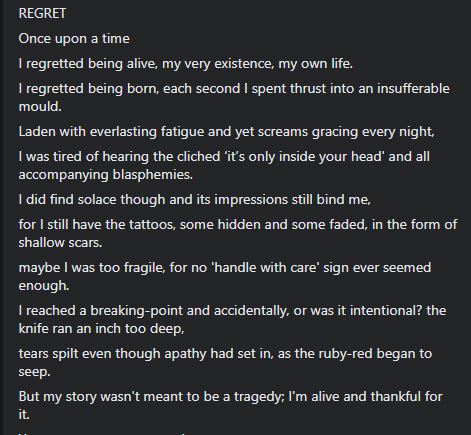 REGRET
Once upon a time
I regretted being alive, my very existence, my own life.
I regretted being born, each second I spent thrust into an insufferable
mould.
Laden with everlasting fatigue and yet screams gracing every night,
I was tired of hearing the cliched ‘it’s only inside your head' and all
accompanying blasphemies.
I did find solace though and its impressions still bind me,
for I still have the tattoos, some hidden and some faded, in the form of
shallow scars.
maybe I was too fragile, for no 'handle with care' sign ever seemed
enough.
I reached a breaking-point and accidentally, or was it intentional? the
knife ran an inch too deep,
tears spilt even though apathy had set in, as the ruby-red began to
seep.
But my story wasn't meant to be a tragedy; I'm alive and thankful for
it.